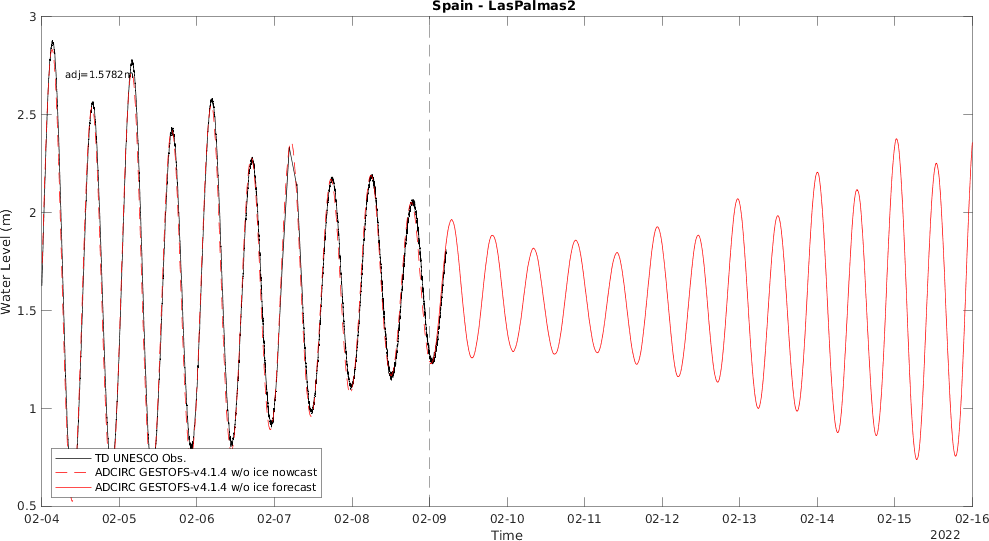 Spain - LasPalmas2
3
2.5
2
1.5
1
0.5
Water Level (m)
adj=1.5782m
TD UNESCO Obs.
ADCIRC GESTOFS-v4.1.4 w/o ice nowcast
ADCIRC GESTOFS-v4.1.4 w/o ice forecast
02-04 02-05 02-06 02-07 02-08 02-09 02-10 02-11 02-12 02-13 02-14 02-15 02-16
Time
2022